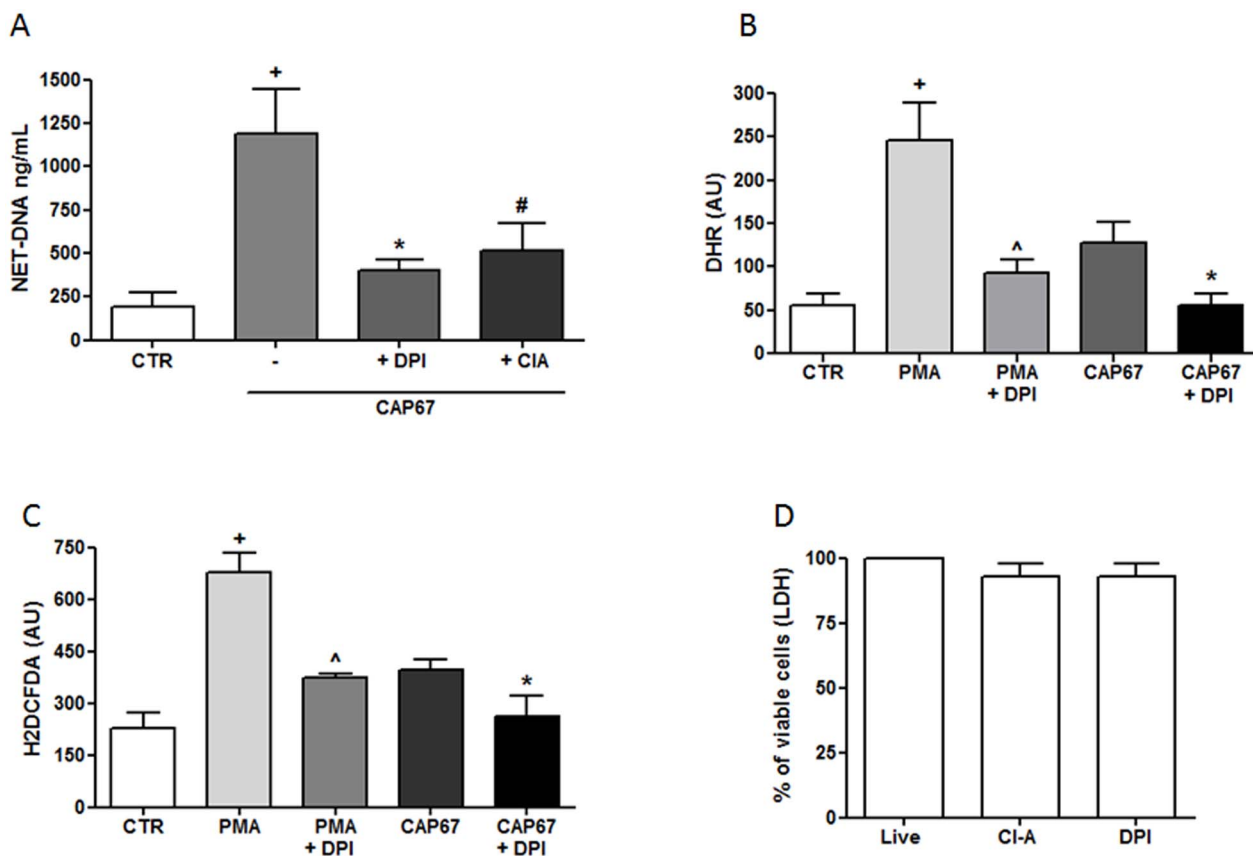 A
NET-DNA ng/mL
1500
1250
1000
750
500
250
0
+
*
#
CTR
-
+ DPI
+ CIA
CAP67
B
DHR (AU)
300
250
200
150
100
50
0
+
^
*
CTR
PMA
PMA
+ DPI
CAP67
CAP67
+ DPI
C
H2DCFDA (AU)
750
600
450
300
150
0
+
^
*
CTR
PMA
PMA
+ DPI
CAP67
CAP67
+ DPI
D
% of viable cells (LDH)
100
75
50
25
0
Live
Cl-A
DPI